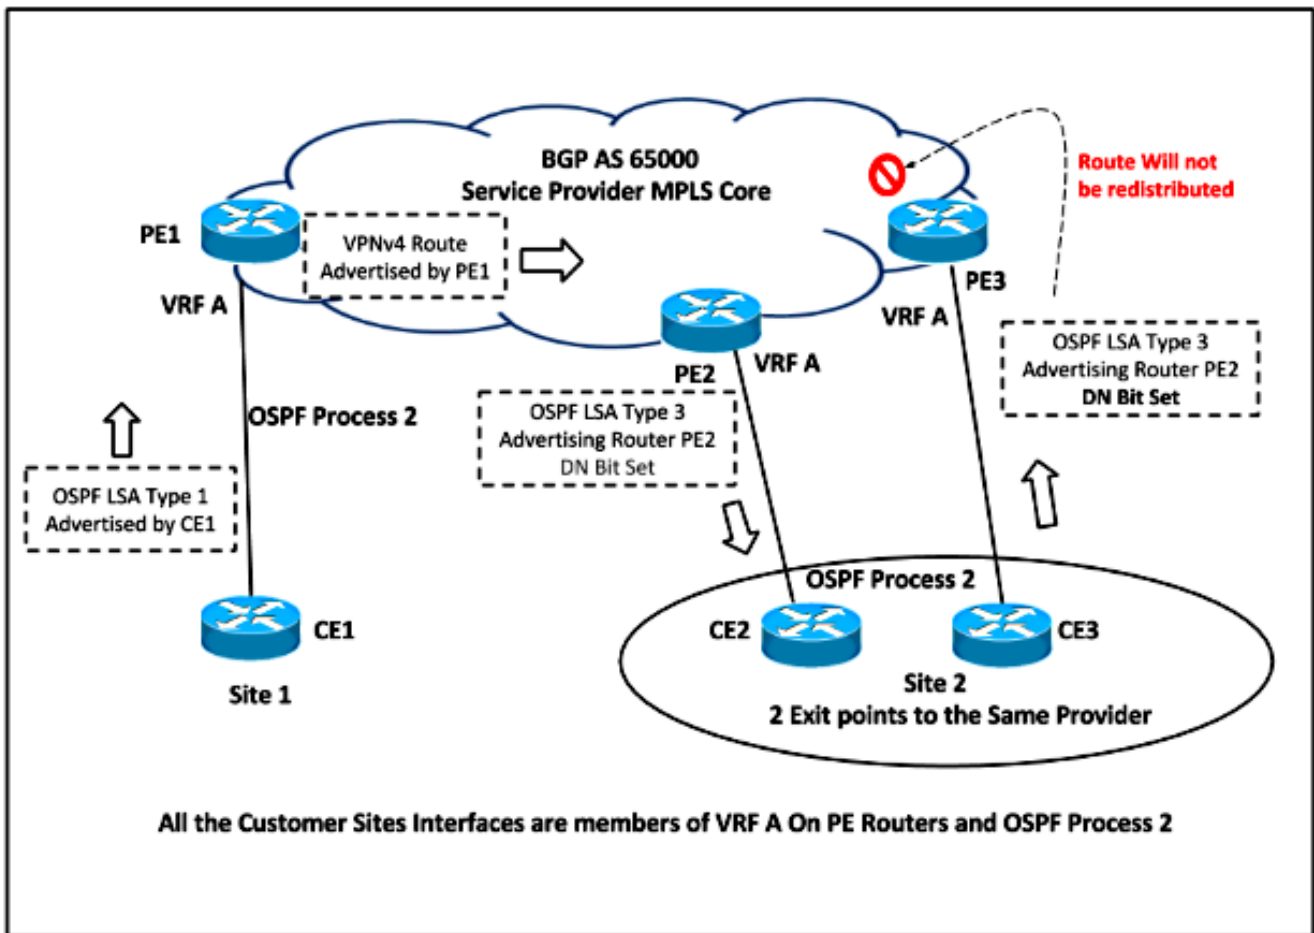 BGP AS 65000
Service Provider MPLS Core
Route Will not
be redistributed
PE1
VPNv4 Route
Advertised by PE1
PE3
VRF A
VRF A
PE2
VRF A
OSPF LSA Type 3
Advertising Router PE2
DN Bit Set
OSPF LSA Type 3
Advertising Router PE2
DN Bit Set
OSPF Process 2
OSPF LSA Type 1
Advertised by CE1
OSPF Process 2
CE1
CE2
CE3
Site 1
Site 2
2 Exit points to the Same Provider
All the Customer Sites Interfaces are members of VRF A On PE Routers and OSPF Process 2